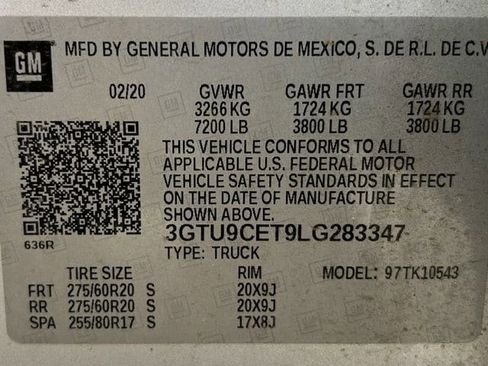 GM MFD BY GENERAL MOTORS DE MEXICO, S. DE R.L. DE C.V
02/20 GVWR GAWR FRT GAWR RR
3266 KG 1724 KG 1724 KG
7200 LB 3800 LB 3800 LB
THIS VEHICLE CONFORMS TO ALL
APPLICABLE U.S. FEDERAL MOTOR
VEHICLE SAFETY STANDARDS IN EFFECT
ON THE DATE OF MANUFACTURE
SHOWN ABOVE.
636R 3GTU9CET9LG283347
TYPE: TRUCK
TIRE SIZE RIM MODEL: 97TK10543
FRT 275/60R20 S 20X9J
RR 275/60R20 S 20X9J
SPA 255/80R17 S 17X8J